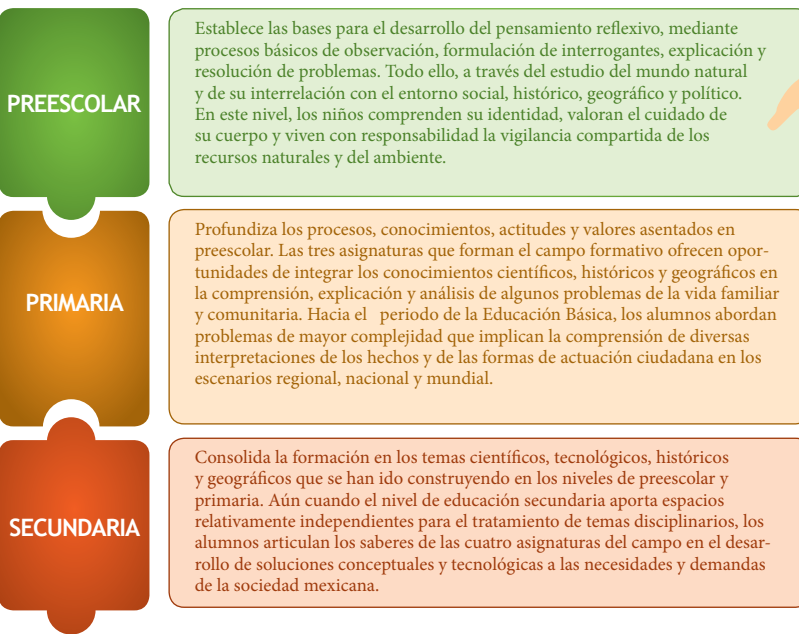 PREESCOLAR
Establece las bases para el desarrollo del pensamiento reflexivo, mediante
procesos básicos de observación, formulación de interrogantes, explicación y
resolución de problemas. Todo ello, a través del estudio del mundo natural
y de su interrelación con el entorno social, histórico, geográfico y político.
En este nivel, los niños comprenden su identidad, valoran el cuidado de
su cuerpo y viven con responsabilidad la vigilancia compartida de los
recursos naturales y del ambiente.
PRIMARIA
Profundiza los procesos, conocimientos, actitudes y valores asentados en
preescolar. Las tres asignaturas que forman el campo formativo ofrecen opor-
tunidades de integrar los conocimientos científicos, históricos y geográficos en
la comprensión, explicación y análisis de algunos problemas de la vida familiar
y comunitaria. Hacia el periodo de la Educación Básica, los alumnos abordan
problemas de mayor complejidad que implican la comprensión de diversas
interpretaciones de los hechos y de las formas de actuación ciudadana en los
escenarios regional, nacional y mundial.
SECUNDARIA
Consolida la formación en los temas científicos, tecnológicos, históricos
y geográficos que se han ido construyendo en los niveles de preescolar y
primaria. Aún cuando el nivel de educación secundaria aporta espacios
relativamente independientes para el tratamiento de temas disciplinarios, los
alumnos articulan los saberes de las cuatro asignaturas del campo en el desar-
rollo de soluciones conceptuales y tecnológicas a las necesidades y demandas
de la sociedad mexicana.